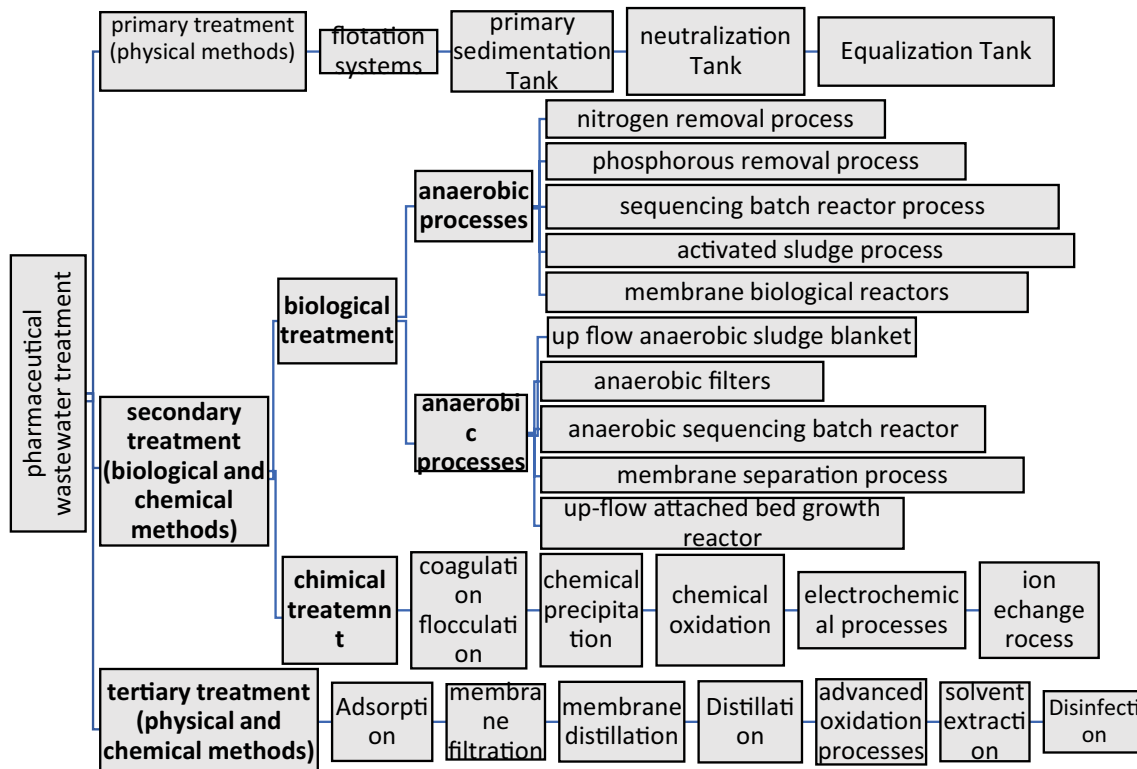 primary treatment
(physical methods)
flotation
systems
primary
sedimentation
Tank
neutralization
Tank
Equalization Tank
nitrogen removal process
phosphorous removal process
anaerobic
processes
sequencing batch reactor process
activated sludge process
membrane biological reactors
pharmaceutical
wastewater treatment
biological
treatment
up flow anaerobic sludge blanket
anaerobic filters
anaerobi
c
processes
anaerobic sequencing batch reactor
membrane separation process
up-flow attached bed growth
reactor
secondary
treatment
(biological and
chemical
methods)
chimical
treatemn
t
coagulati
on
flocculati
on
chemical
precipita
tion
chemical
oxidation
electrochemic
al processes
ion
echange
rocess
tertiary treatment
(physical and
chemical methods)
Adsorpti
on
membra
ne
filtration
membrane
distillation
Distillati
on
advanced
oxidation
processes
solvent
extracti
on
Disinfecti
on